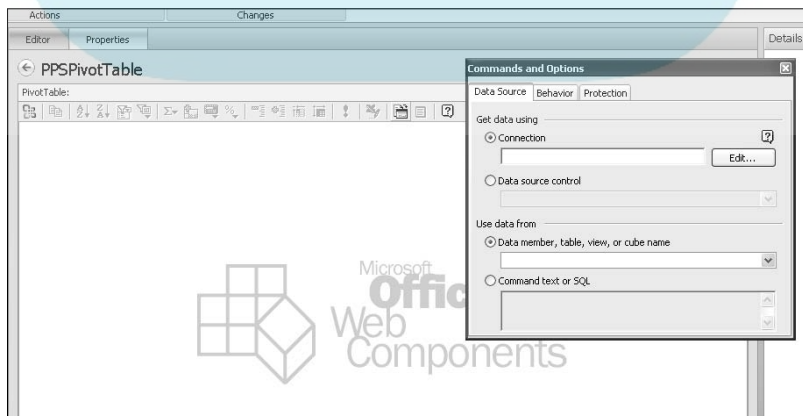 Actions Changes
Editor Properties Details
PPSPivotTable
PivotTable:
Commands and Options
Data Source Behavior Protection
Get data using
Connection
Edit...
Data source control
Use data from
Data member, table, view, or cube name
Command text or SQL
Microsoft
Offic
Web
Components